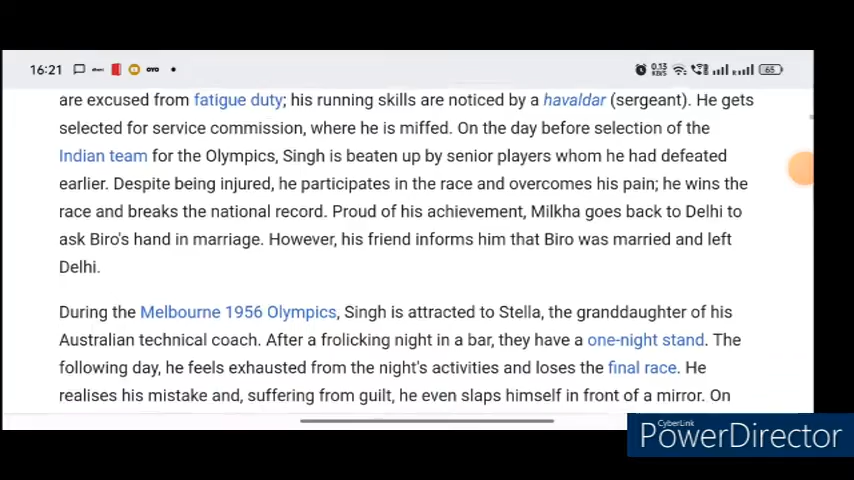 16:21
OYO
0.13
KB/S
65
are excused from fatigue duty; his running skills are noticed by a havaldar (sergeant). He gets
selected for service commission, where he is miffed. On the day before selection of the
Indian team for the Olympics, Singh is beaten up by senior players whom he had defeated
earlier. Despite being injured, he participates in the race and overcomes his pain; he wins the
race and breaks the national record. Proud of his achievement, Milkha goes back to Delhi to
ask Biro's hand in marriage. However, his friend informs him that Biro was married and left
Delhi.
During the Melbourne 1956 Olympics, Singh is attracted to Stella, the granddaughter of his
Australian technical coach. After a frolicking night in a bar, they have a one-night stand. The
following day, he feels exhausted from the night's activities and loses the final race. He
realises his mistake and, suffering from guilt, he even slaps himself in front of a mirror. On
CyberLink
PowerDirector